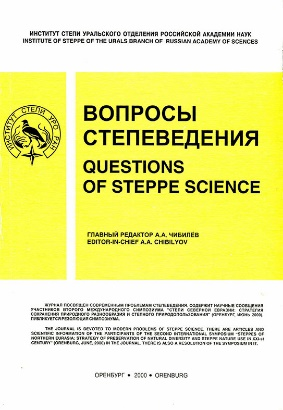 ИНСТИТУТ СТЕПИ УРАЛЬСКОГО ОТДЕЛЕНИЯ РОССИЙСКОЙ АКАДЕМИИ НАУК
INSTITUTE OF STEPPE OF THE URALS BRANCH OF RUSSIAN ACADEMY OF SCENCES
ИНСТИТУТ СТЕПИ УРО РАН
ВОПРОСЫ
СТЕПЕВЕДЕНИЯ
QUESTIONS
OF STEPPE SCIENCE
ГЛАВНЫЙ РЕДАКТОР А.А. ЧИБИЛЕВ
EDITOR-IN-CHIEF A.A. CHIBILYOV
ЖУРНАЛ ПОСВЯЩЕН СОВРЕМЕННЫМ ПРОБЛЕМАМ СТЕПЕВЕДЕНИЯ. СОДЕРЖИТ НАУЧНЫЕ СООБЩЕНИЯ
УЧАСТНИКОВ ВТОРОГО МЕЖДУНАРОДНОГО СИМПОЗИУМА "СТЕПИ СЕВЕРНОЙ ЕВРАЗИИ: СТРАТЕГИЯ
СОХРАНЕНИЯ ПРИРОДНОГО РАЗНООБРАЗИЯ И СТЕПНОГО ПРИРОДОПОЛЬЗОВАНИЯ" (ОРЕНБУРГ, ИЮНЬ 2000).
ПУБЛИКУЕТСЯ РЕЗОЛЮЦИЯ СИМПОЗИУМА.
THE JOURNAL IS DEVOTED TO MODERN PROBLEMS OF STEPPE SCIENCE. THERE ARE ARTICLES AND
SCIENTIFIC INFORMATION OF THE PARTICIPANTS OF THE SECOND INTERNATIONAL SYMPOSIUM "STEPPES OF
NORTHERN EURASIA: STRATEGY OF PRESERVATION OF NATURAL DIVERSITY AND STEPPE NATURE USE IN XXI-st
CENTURY" (ORENBURG, JUNE, 2000) IN THE JOURNAL. THERE IS ALSO A RESOLUTION OF THE SYMPOSIUM IN IT.
ОРЕНБУРГ • 2000 • ORENBURG